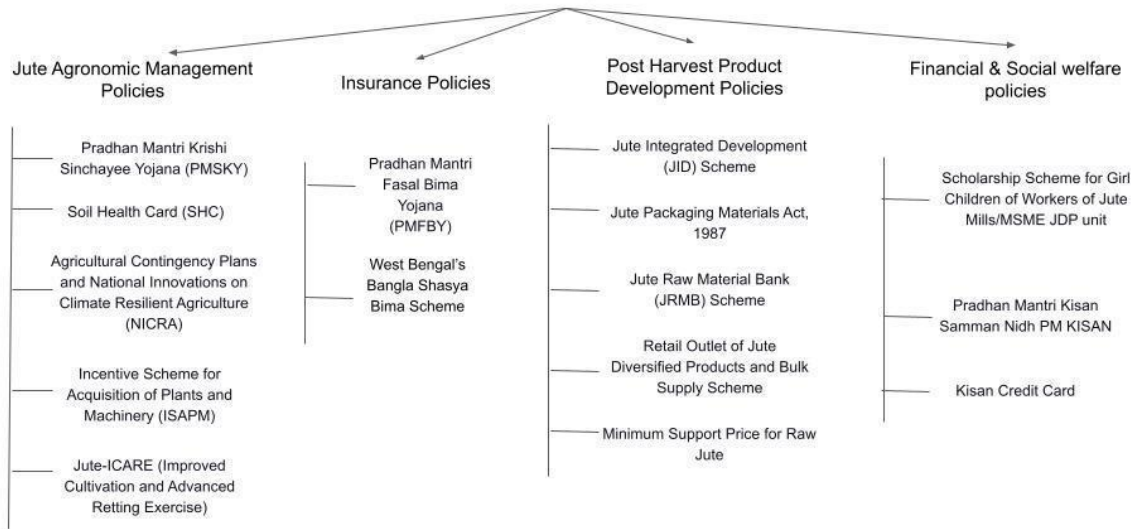 Jute Agronomic Management
Policies
Pradhan Mantri Krishi
Sinchayee Yojana (PMSKY)
Soil Health Card (SHC)
Agricultural Contingency Plans
and National Innovations on
Climate Resilient Agriculture
(NICRA)
Incentive Scheme for
Acquisition of Plants and
Machinery (ISAPM)
Jute-ICARE (Improved
Cultivation and Advanced
Retting Exercise)
Insurance Policies
Pradhan Mantri
Fasal Bima
Yojana
(PMFBY)
West Bengal's
Bangla Shasya
Bima Scheme
Post Harvest Product
Development Policies
Jute Integrated Development
(JID) Scheme
Jute Packaging Materials Act,
1987
Jute Raw Material Bank
(JRMB) Scheme
Retail Outlet of Jute
Diversified Products and Bulk
Supply Scheme
Minimum Support Price for Raw
Jute
Financial & Social welfare
policies
Scholarship Scheme for Girl
Children of Workers of Jute
Mills/MSME JDP unit
Pradhan Mantri Kisan
Samman Nidh PM KISAN
Kisan Credit Card